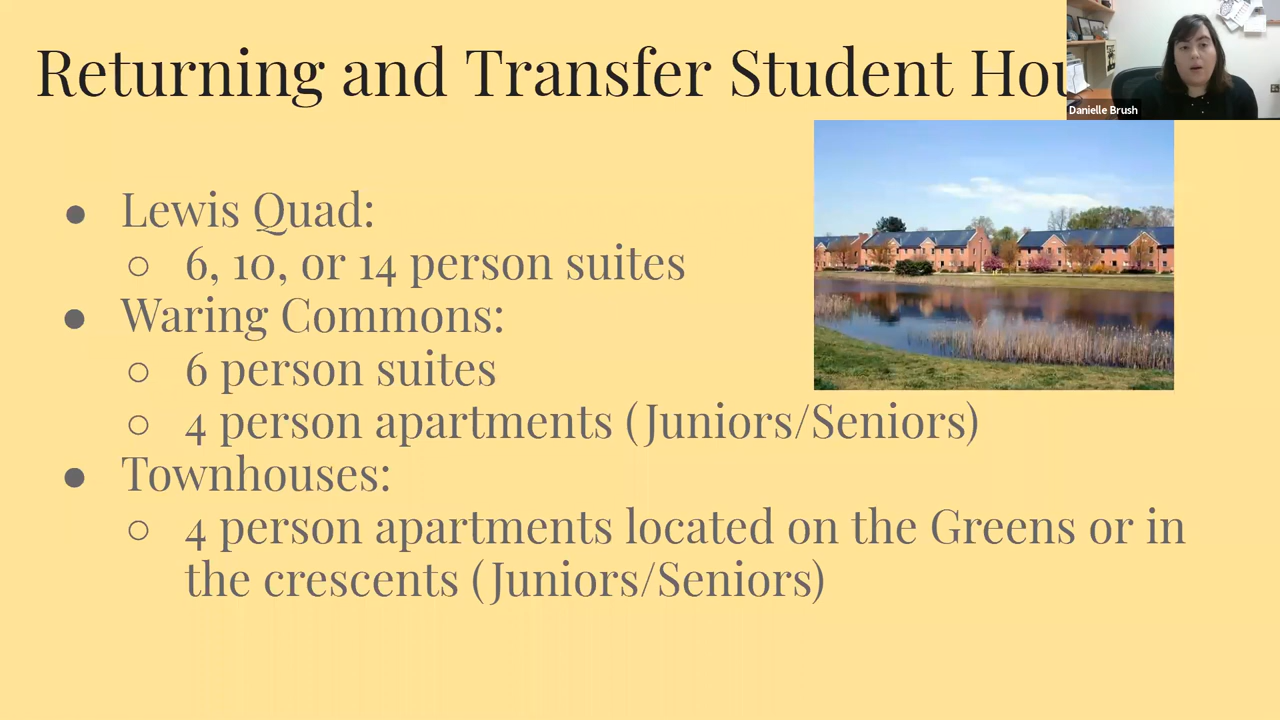 Returning and Transfer Student
Danielle Brush
● Lewis Quad:
○ 6, 10, or 14 person suites
● Waring Commons:
○ 6 person suites
○ 4 person apartments (Juniors/Seniors)
● Townhouses:
○ 4 person apartments located on the Greens or in
the crescents (Juniors/Seniors)